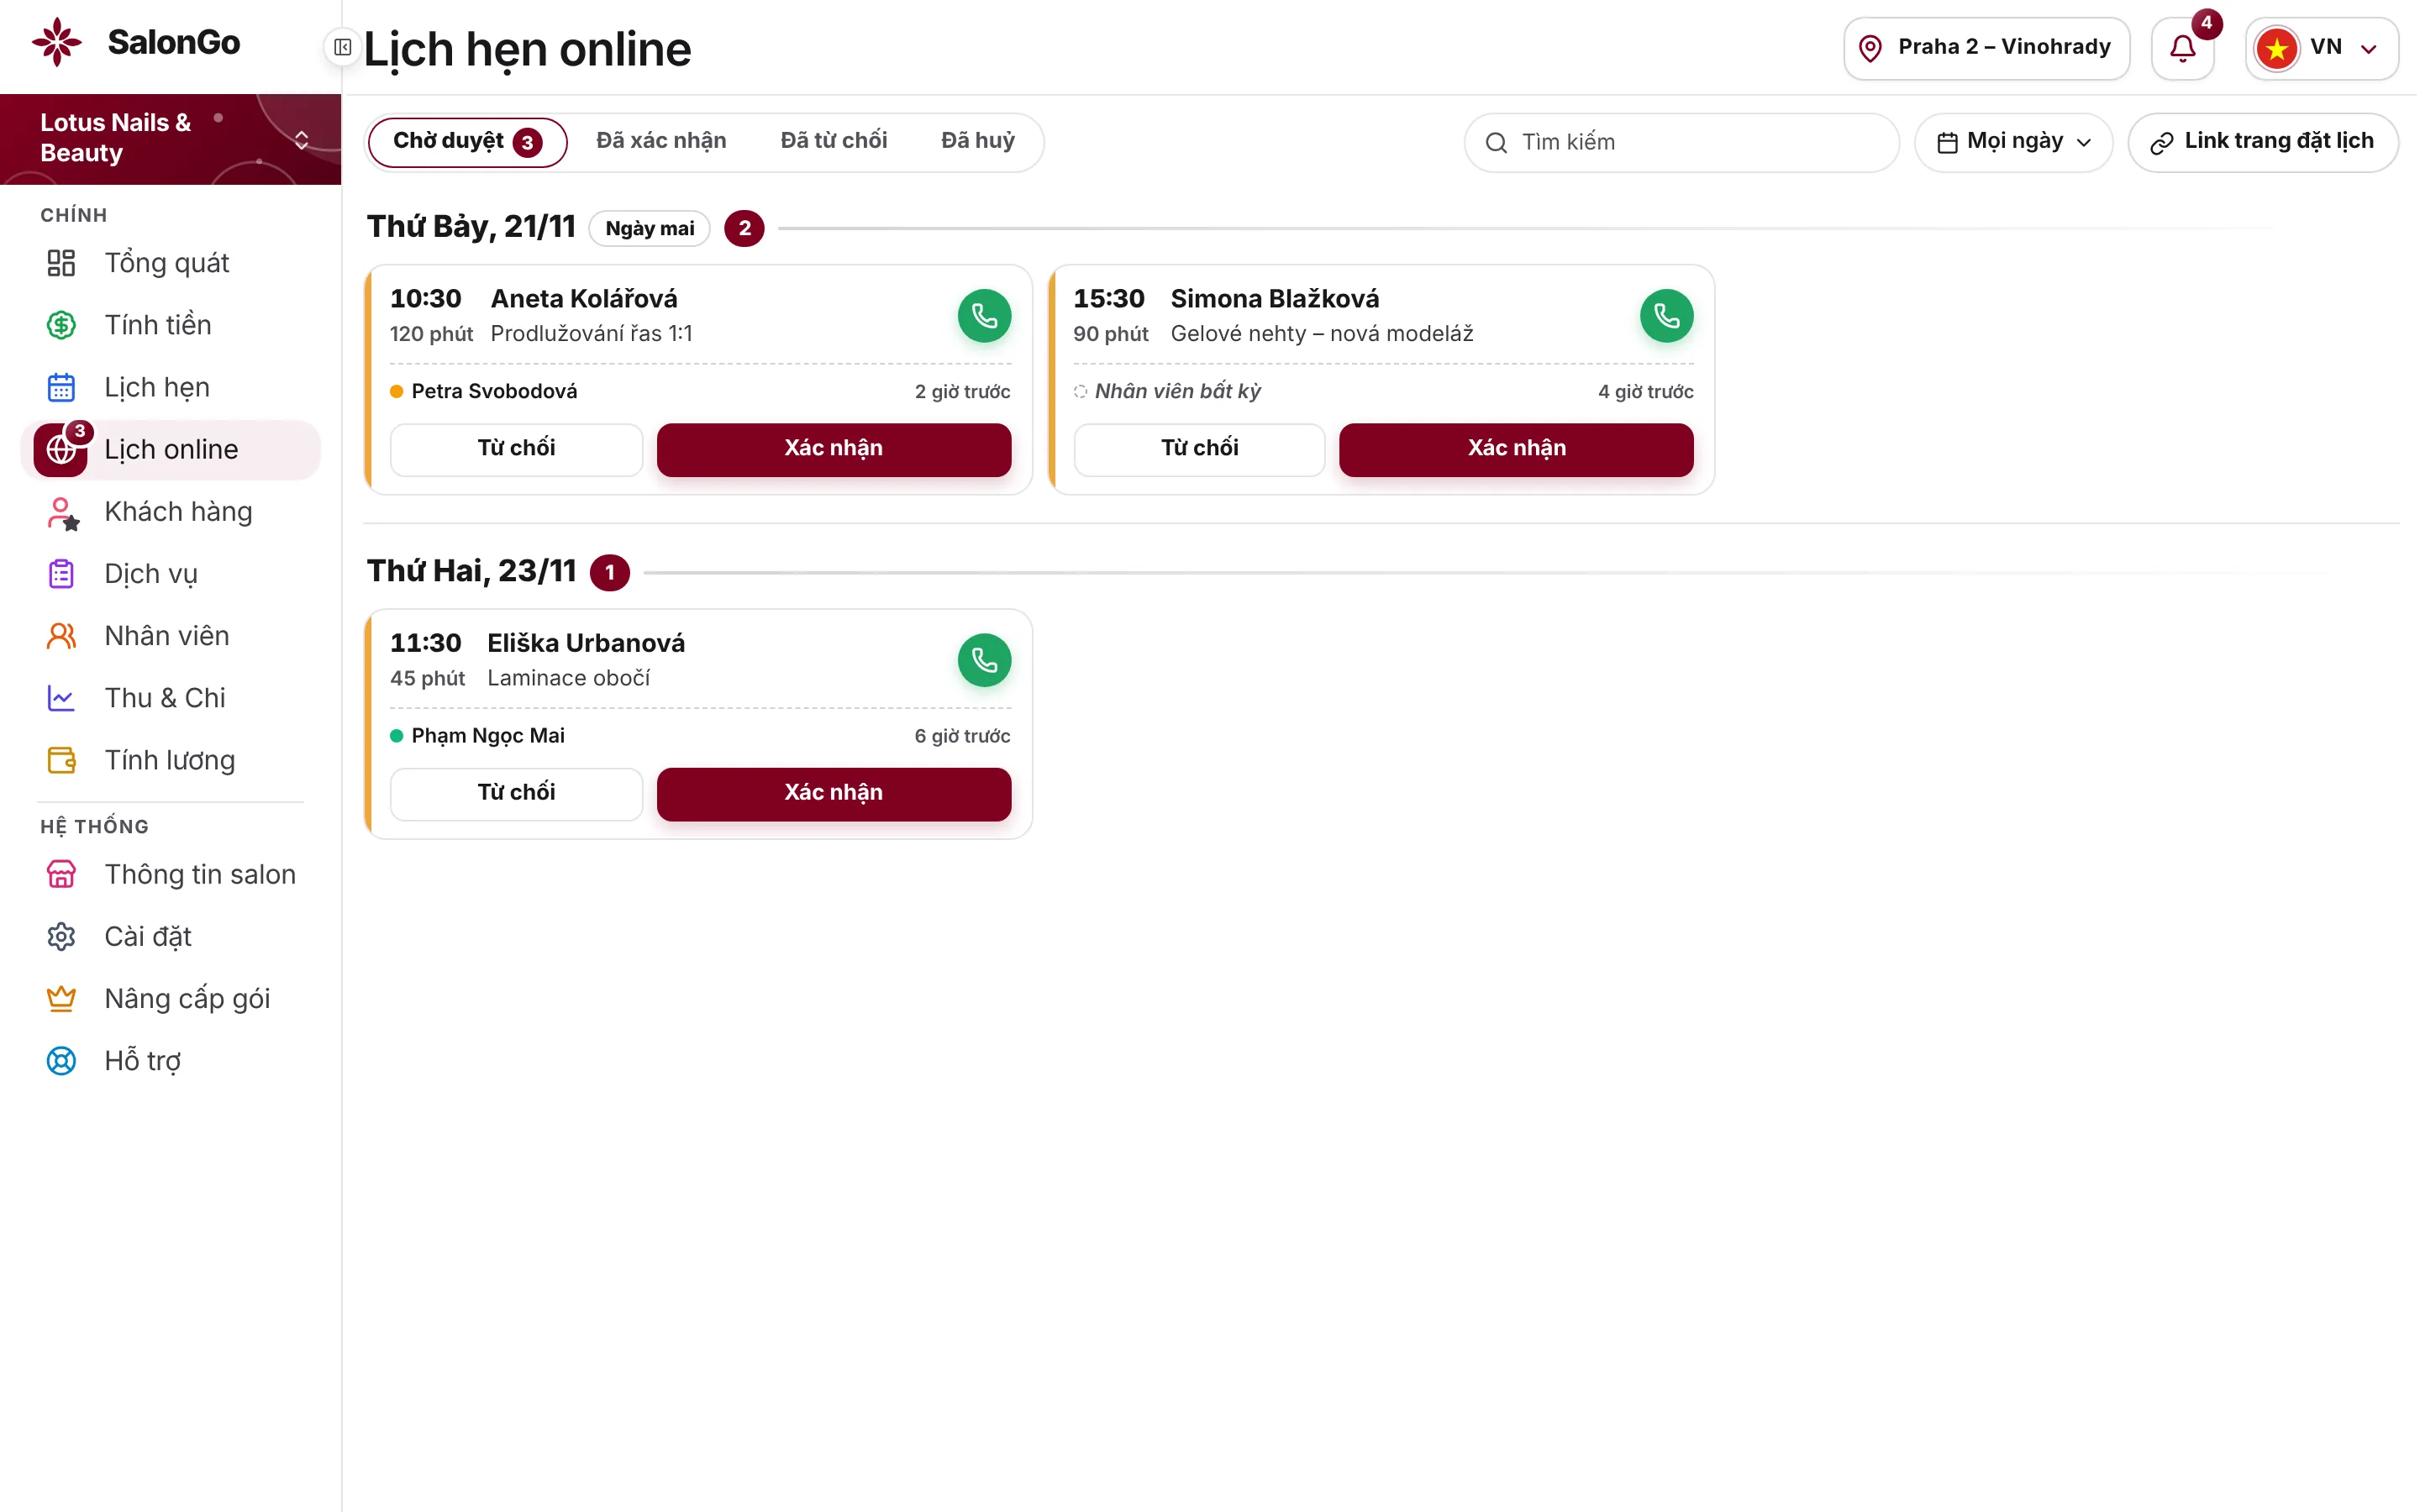 SalonGo
Lotus Nails &
Beauty
CHÍNH
Tổng quát
Tính tiền
Lịch hẹn
3
Lịch online
Khách hàng
Dịch vụ
Nhân viên
Thu & Chi
Tính lương
HỆ THỐNG
Thông tin salon
Cài đặt
Nâng cấp gói
Hỗ trợ
Lịch hẹn online
Praha 2 – Vinohrady
4
VN
Chờ duyệt 3
Đã xác nhận
Đã từ chối
Đã huỷ
Tìm kiếm
Mọi ngày
Link trang đặt lịch
Thứ Bảy, 21/11 Ngày mai 2
10:30 Aneta Kolářová
120 phút Prodlužování řas 1:1
Petra Svobodová 2 giờ trước
Từ chối Xác nhận
15:30 Simona Blažková
90 phút Gelové nehty – nová modeláž
Nhân viên bất kỳ 4 giờ trước
Từ chối Xác nhận
Thứ Hai, 23/11 1
11:30 Eliška Urbanová
45 phút Laminace obočí
Phạm Ngọc Mai 6 giờ trước
Từ chối Xác nhận